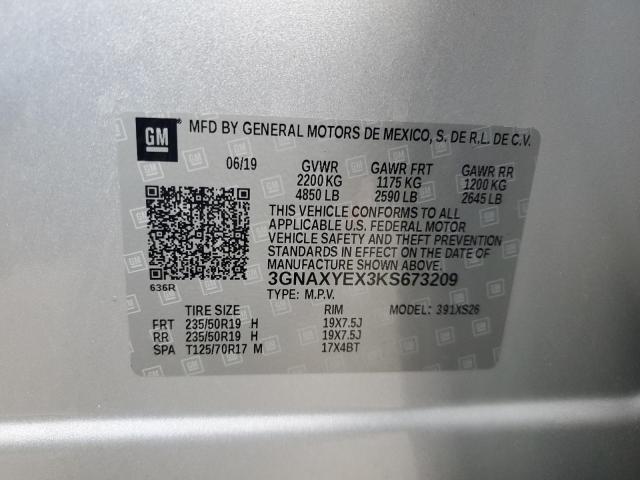 GM MFD BY GENERAL MOTORS DE MEXICO, S. DE R.L. DE C.V.
06/19 GVWR GAWR FRT GAWR RR
2200 KG 1175 KG 1200 KG
4850 LB 2590 LB 2645 LB
THIS VEHICLE CONFORMS TO ALL
APPLICABLE U.S. FEDERAL MOTOR
VEHICLE SAFETY AND THEFT PREVENTION
STANDARDS IN EFFECT ON THE DATE OF
MANUFACTURE SHOWN ABOVE.
3GNAXYEX3KS673209
636R
TYPE: M.P.V.
TIRE SIZE RIM MODEL: 391XS26
FRT 235/50R19 H 19X7.5J
RR 235/50R19 H 19X7.5J
SPA T125/70R17 M 17X4BT